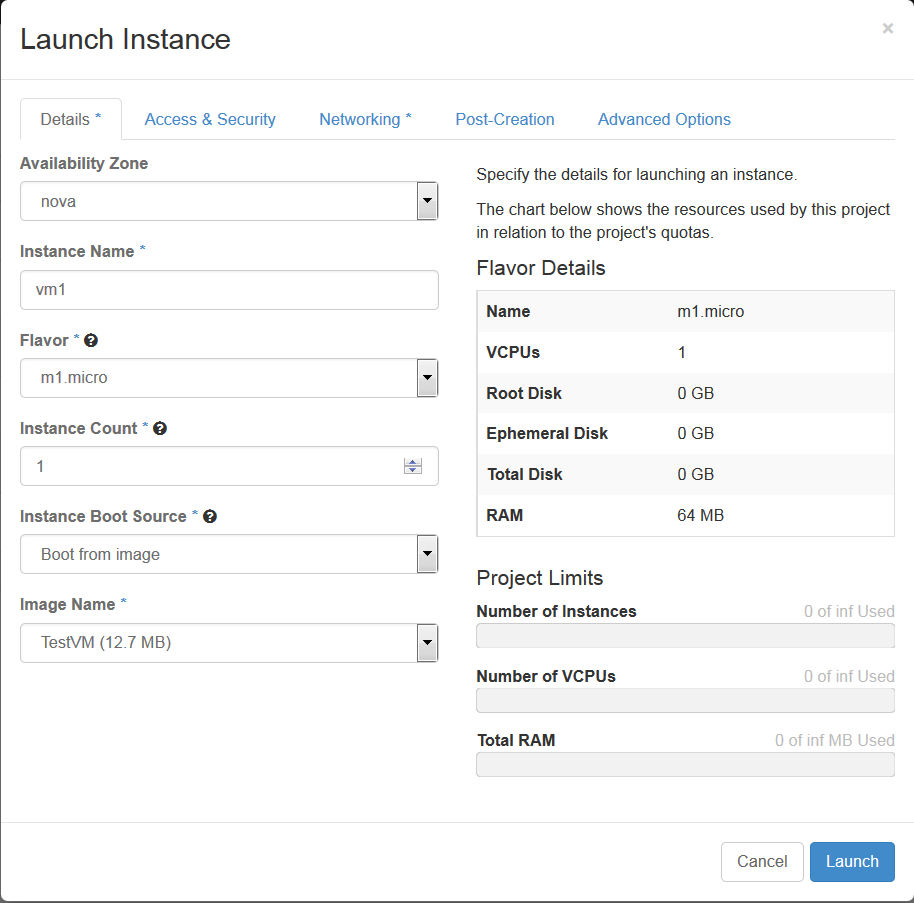 Launch Instance
×
Details * Access & Security Networking * Post-Creation Advanced Options
Availability Zone
nova
Instance Name *
vm1
Flavor * ?
m1.micro
Instance Count * ?
1
Instance Boot Source * ?
Boot from image
Image Name *
TestVM (12.7 MB)
Specify the details for launching an instance.
The chart below shows the resources used by this project
in relation to the project's quotas.
Flavor Details
Name m1.micro
VCPUs 1
Root Disk 0 GB
Ephemeral Disk 0 GB
Total Disk 0 GB
RAM 64 MB
Project Limits
Number of Instances 0 of inf Used
Number of VCPUs 0 of inf Used
Total RAM 0 of inf MB Used
Cancel Launch